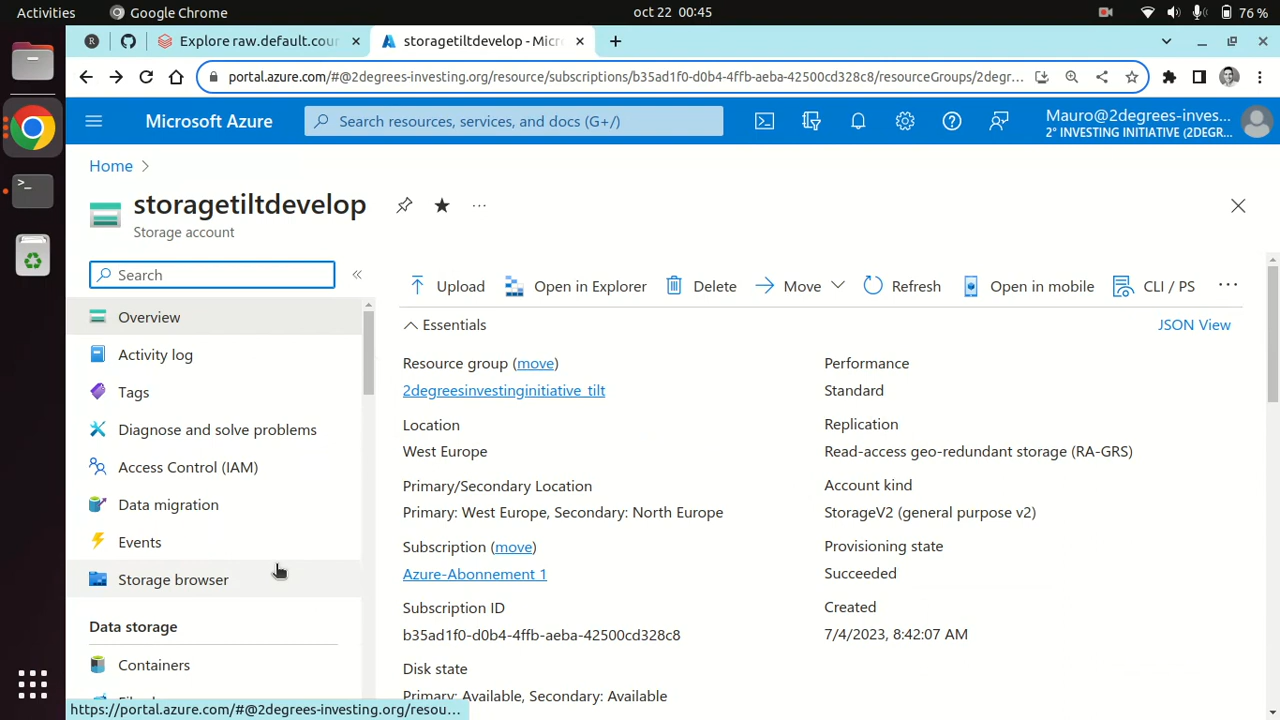 Activities
Google Chrome
oct 22 00:45
76 %
Explore raw.default.cour
storagetiltdevelop - Micr
portal.azure.com/#@2degrees-investing.org/resource/subscriptions/b35ad1f0-d0b4-4ffb-aeba-42500cd328c8/resourceGroups/2degr...
Microsoft Azure
Search resources, services, and docs (G+/)
Mauro@2degrees-inves...
2° INVESTING INITIATIVE (2DEGR...
Home
storagetiltdevelop
Storage account
Search
Upload
Open in Explorer
Delete
Move
Refresh
Open in mobile
CLI / PS
Overview
Activity log
Tags
Diagnose and solve problems
Access Control (IAM)
Data migration
Events
Storage browser
Data storage
Containers
Essentials
JSON View
Resource group (move)
2degreesinvestinginitiative_tilt
Location
West Europe
Primary/Secondary Location
Primary: West Europe, Secondary: North Europe
Subscription (move)
Azure-Abonnement 1
Subscription ID
b35ad1f0-d0b4-4ffb-aeba-42500cd328c8
Disk state
Primary: Available, Secondary: Available
Performance
Standard
Replication
Read-access geo-redundant storage (RA-GRS)
Account kind
StorageV2 (general purpose v2)
Provisioning state
Succeeded
Created
7/4/2023, 8:42:07 AM
https://portal.azure.com/#@2degrees-investing.org/resou...